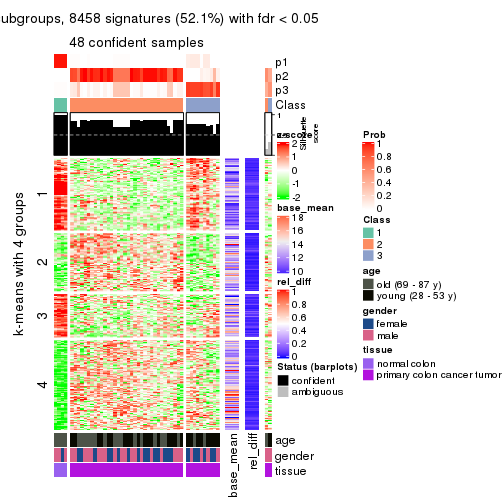 ubgroups, 8458 signatures (52.1%) with fdr < 0.05
48 confident samples
p1
p2
p3
Class
1
Silhouette
score
z-score
2
1
0
-1
-2
base_mean
18
16
14
12
10
rel_diff
1
0.8
0.6
0.4
0.2
0
Status (barplots)
confident
ambiguous
Prob
1
0.8
0.6
0.4
0.2
0
Class
1
2
3
age
old (69 - 87 y)
young (28 - 53 y)
gender
female
male
tissue
normal colon
primary colon cancer tumor
k-means with 4 groups
1
2
3
4
age
gender
tissue
base_mean
rel_diff